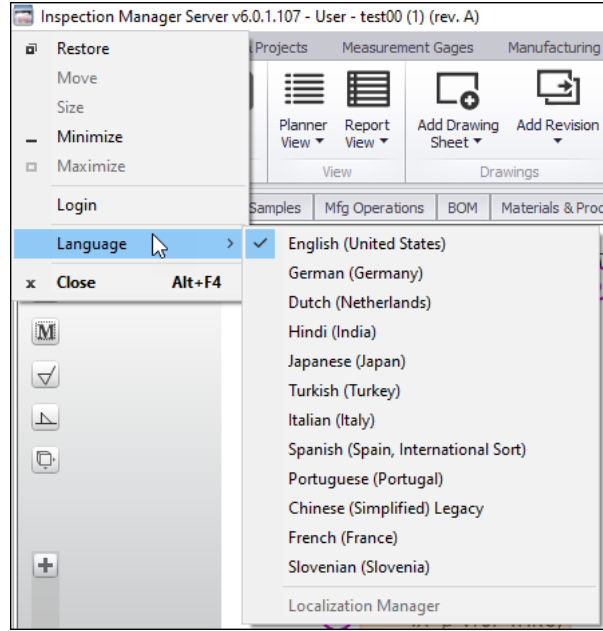 Inspection Manager Server v6.0.1.107 - User - test00 (1) (rev. A)
Projects Measurement Gages Manufacturing
Restore
Move
Size
Minimize
Maximize
Login
Language
Close Alt+F4
Planner View
Report View
Add Drawing Sheet
Add Revision
View
Drawings
Samples Mfg Operations BOM Materials &
English (United States)
German (Germany)
Dutch (Netherlands)
Hindi (India)
Japanese (Japan)
Turkish (Turkey)
Italian (Italy)
Spanish (Spain, International Sort)
Portuguese (Portugal)
Chinese (Simplified) Legacy
French (France)
Slovenian (Slovenia)
Localization Manager
M